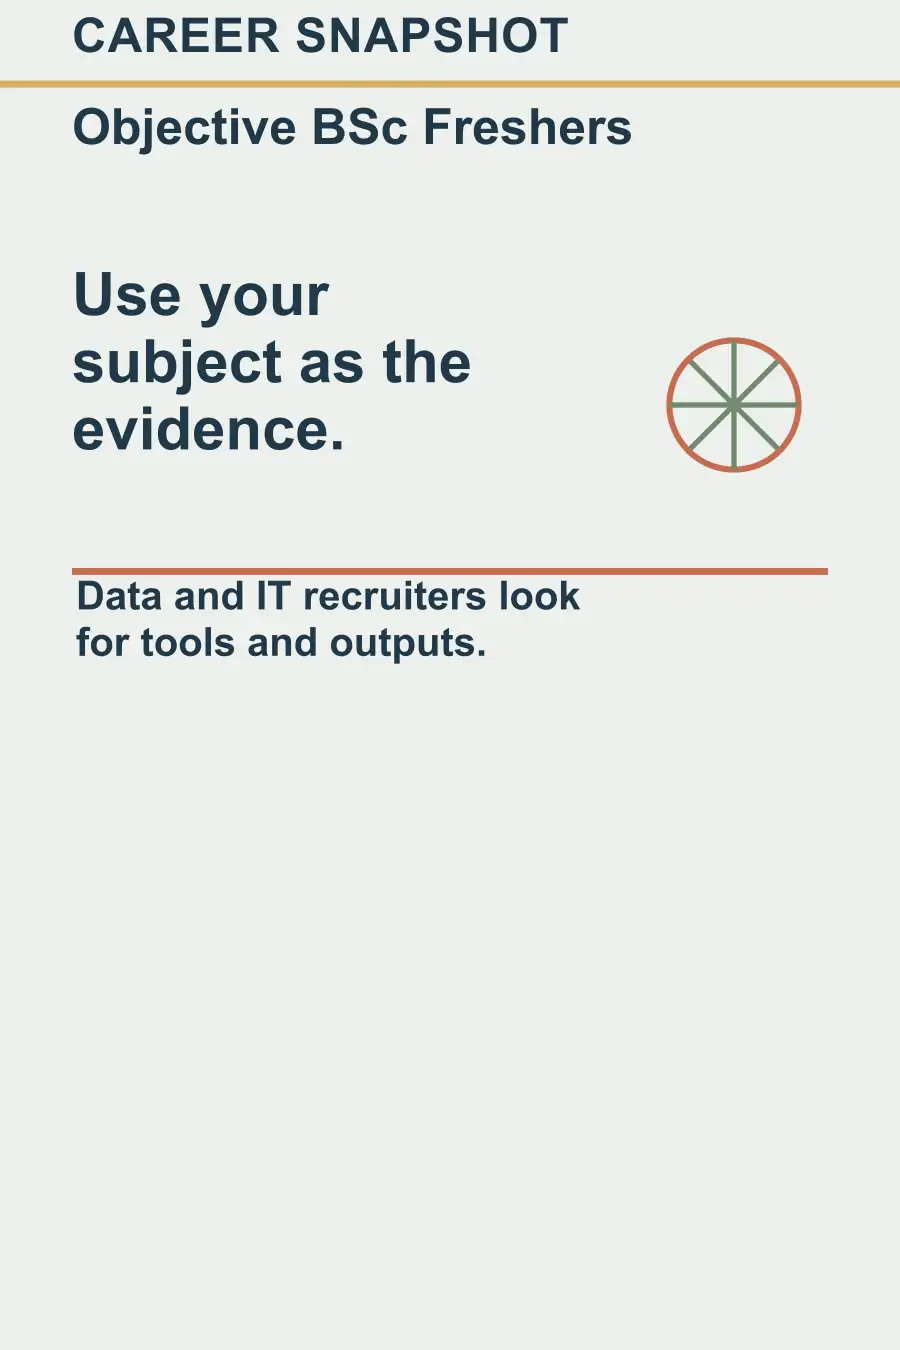 CAREER SNAPSHOT
Objective BSc Freshers
Use your
subject as the
evidence.
Data and IT recruiters look
for tools and outputs.